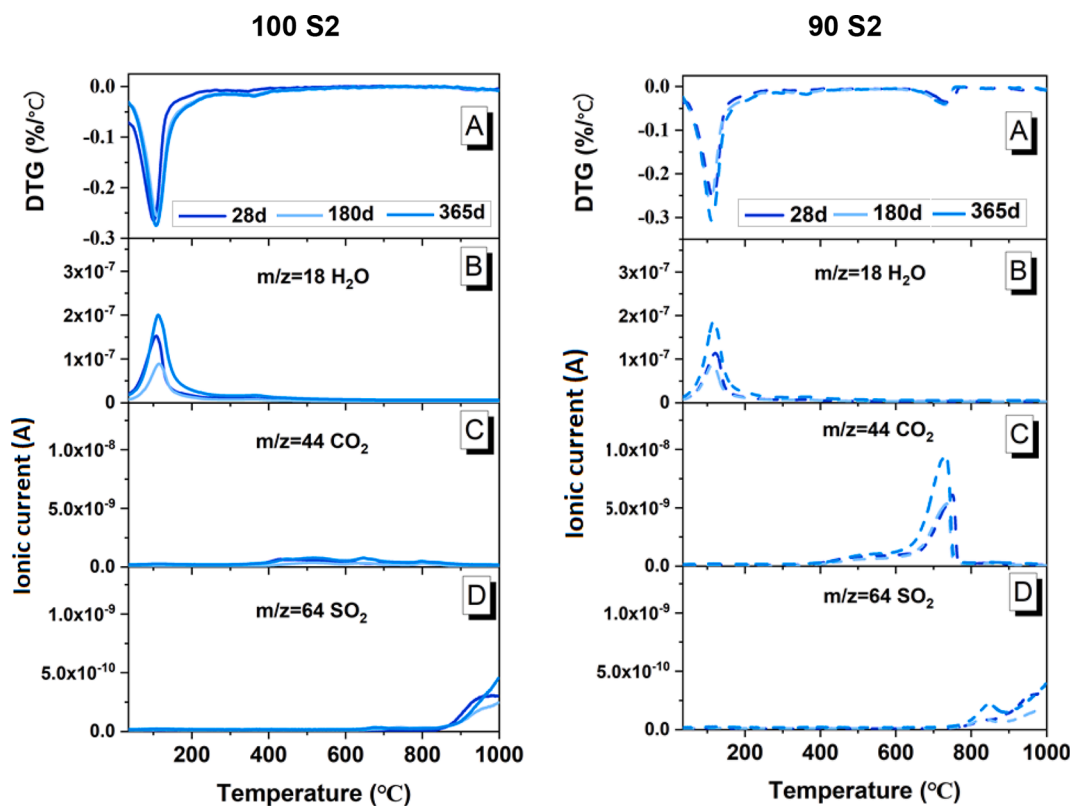 100 S2
90 S2
DTG (%/°C)
0.0
-0.1
-0.2
-0.3
A
28d
180d
365d
Ionic current (A)
3x10⁻⁷
2x10⁻⁷
1x10⁻⁷
0
m/z=18 H₂O
B
1.0x10⁻⁸
5.0x10⁻⁹
0.0
m/z=44 CO₂
C
1.0x10⁻⁹
5.0x10⁻¹⁰
0.0
m/z=64 SO₂
D
200
400
600
800
1000
Temperature (°C)
DTG (%/°C)
0.0
-0.1
-0.2
-0.3
A
28d
180d
365d
Ionic current (A)
3x10⁻⁷
2x10⁻⁷
1x10⁻⁷
0
m/z=18 H₂O
B
1.0x10⁻⁸
5.0x10⁻⁹
0.0
m/z=44 CO₂
C
1.0x10⁻⁹
5.0x10⁻¹⁰
0.0
m/z=64 SO₂
D
200
400
600
800
1000
Temperature (°C)